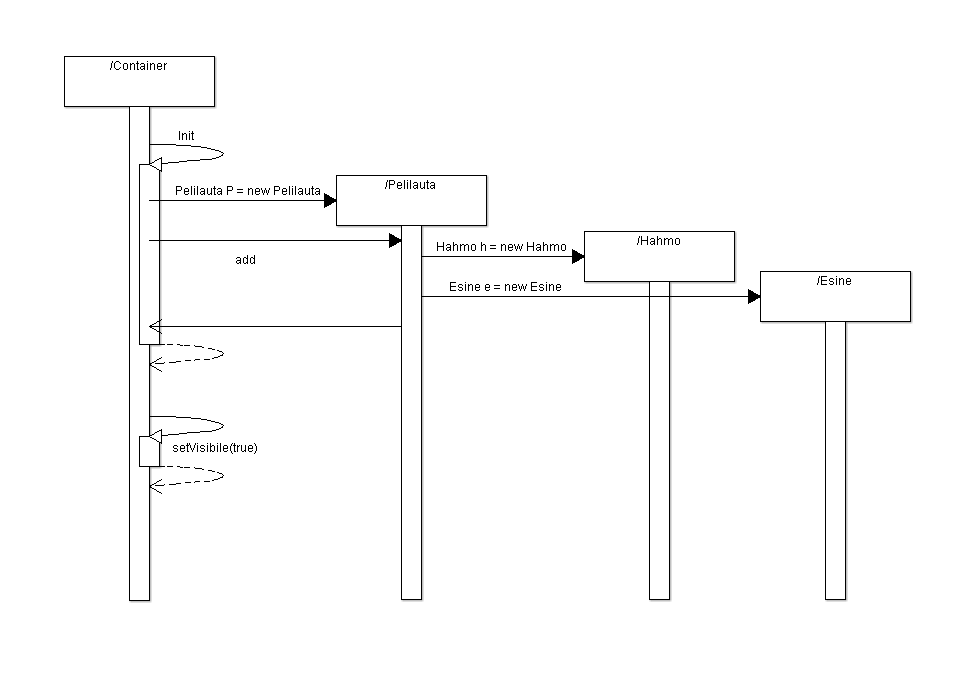 /Container
Init
Pelilauta P = new Pelilauta
/Pelilauta
add
Hahmo h = new Hahmo
/Hahmo
Esine e = new Esine
/Esine
setVisibile(true)